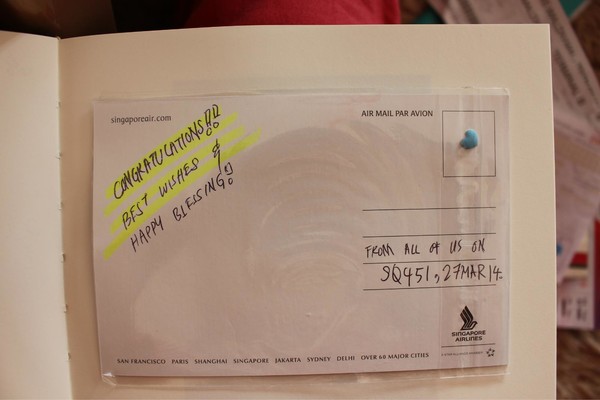 singaporeair.com
AIR MAIL PAR AVION
CONGRATULATIONS!!!
BEST WISHES &
HAPPY BLESSING!!
FROM ALL OF US ON
SQ451, 27MAR14.
SINGAPORE
AIRLINES
SAN FRANCISCO PARIS SHANGHAI SINGAPORE JAKARTA SYDNEY DELHI OVER 60 MAJOR CITIES